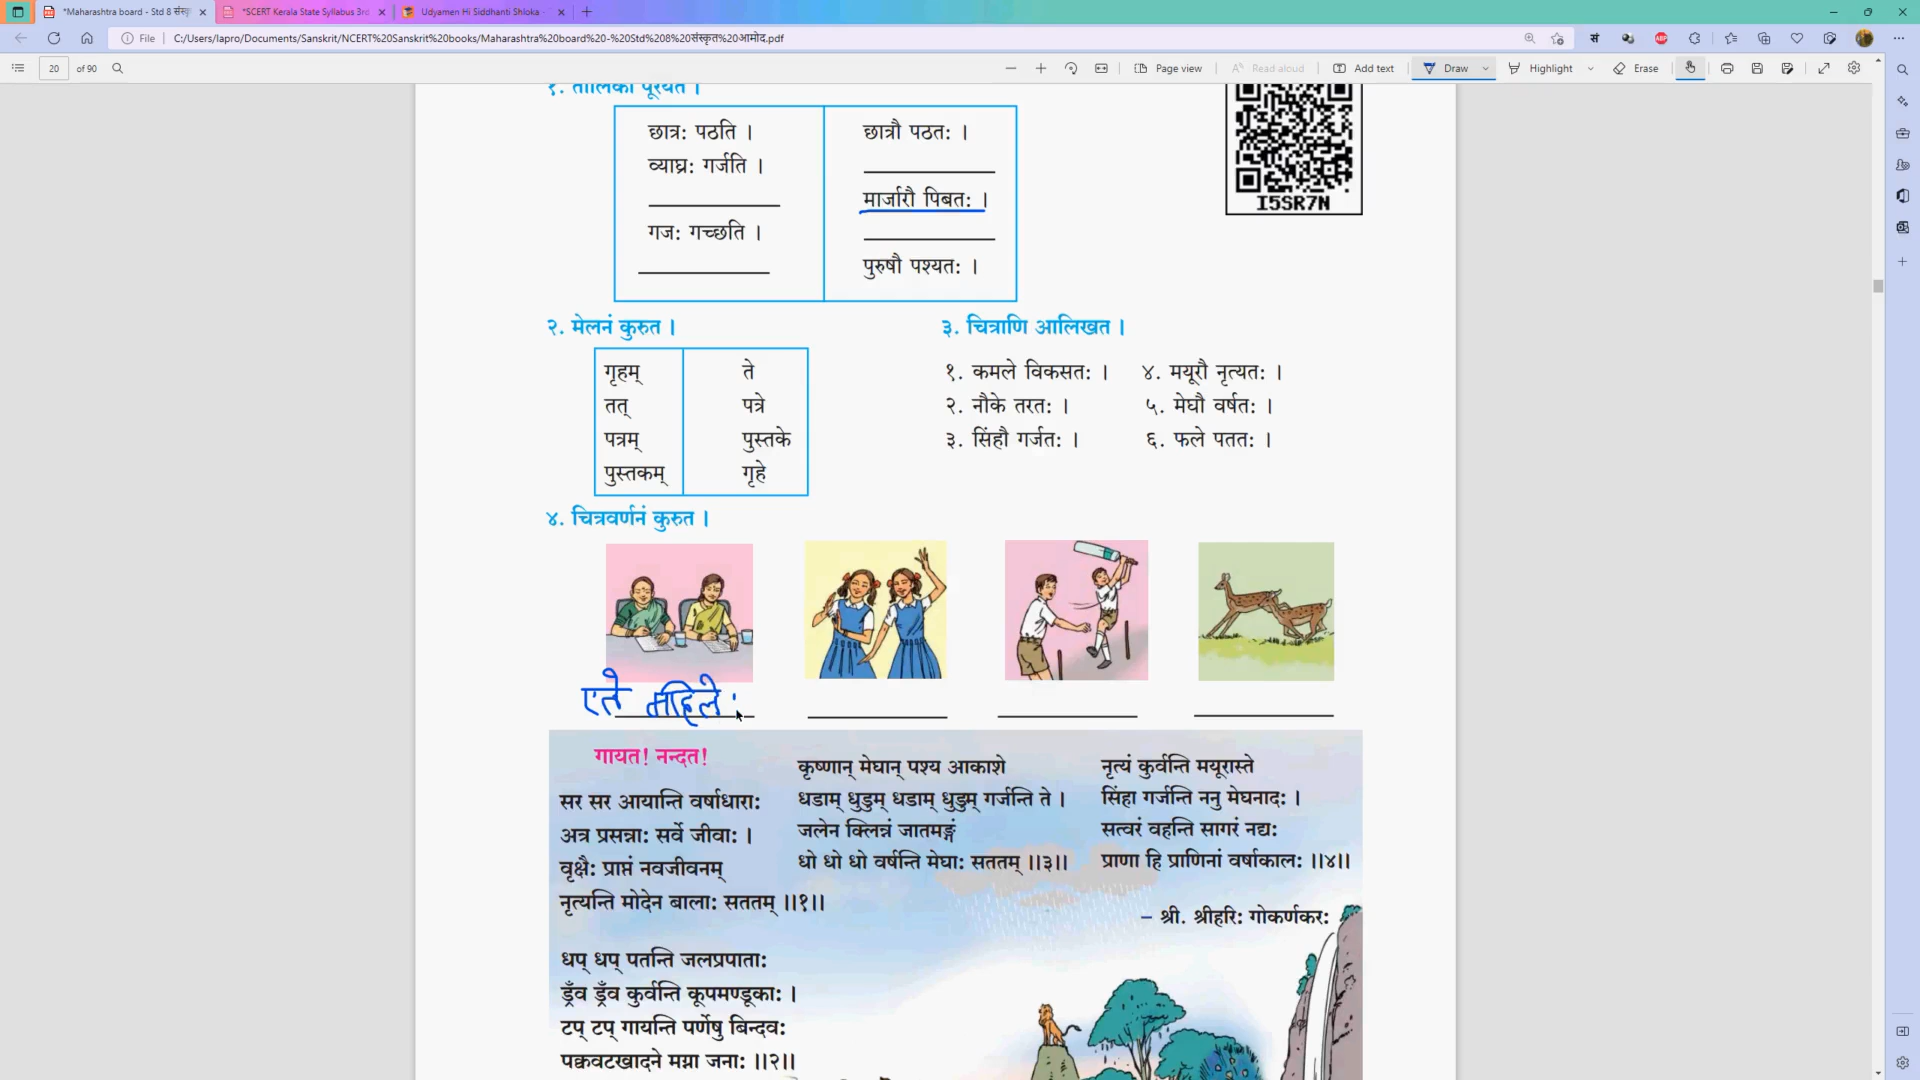 *Maharashtra board - Std 8 संस्कृ
*SCERT Kerala State Syllabus 3rd
Udyamen Hi Siddhanti Shloka -
File
C:/Users/lapro/Documents/Sanskrit/NCERT%20Sanskrit%20books/Maharashtra%20board%20-%20Std%208%20संस्कृत%20आमोद.pdf
20 of 90
Page view
Read aloud
Add text
Draw
Highlight
Erase
१. तालिकां पूरयत ।
छात्र: पठति ।
छात्रौ पठत: ।
व्याघ्र: गर्जति ।
मार्जारौ पिबत: ।
गज: गच्छति ।
पुरुषौ पश्यत: ।
I5SR7N
२. मेलनं कुरुत ।
गृहम् ते
तत् पत्रे
पत्रम् पुस्तके
पुस्तकम् गृहे
३. चित्राणि आलिखत ।
१. कमले विकसत: ।
४. मयूरौ नृत्यत: ।
२. नौके तरत: ।
५. मेघौ वर्षत: ।
३. सिंहौ गर्जत: ।
६. फले पतत: ।
४. चित्रवर्णनं कुरुत ।
एते महिले
गायत! नन्दत!
सर सर आयान्ति वर्षाधारा:
अत्र प्रसन्ना: सर्वे जीवा: ।
वृक्षै: प्राप्तं नवजीवनम्
नृत्यन्ति मोदेन बाला: सततम् ॥१॥
धप् धप् पतन्ति जलप्रपाता:
ड्रँव ड्रँव कुर्वन्ति कूपमण्डूका: ।
टप् टप् गायन्ति पर्णेषु बिन्दव:
पक्ववटखादने मग्ना जना: ॥२॥
कृष्णान् मेघान् पश्य आकाशे
धडाम् धुडुम् धडाम् धुडुम् गर्जन्ति ते ।
जलेन क्लिन्नं जातमङ्गं
धो धो धो वर्षन्ति मेघा: सततम् ॥३॥
नृत्यं कुर्वन्ति मयूरास्ते
सिंहा गर्जन्ति ननु मेघनाद: ।
सत्वरं वहन्ति सागरं नद्य:
प्राणा हि प्राणिनां वर्षाकाल: ॥४॥
– श्री. श्रीहरि: गोकर्णकर: